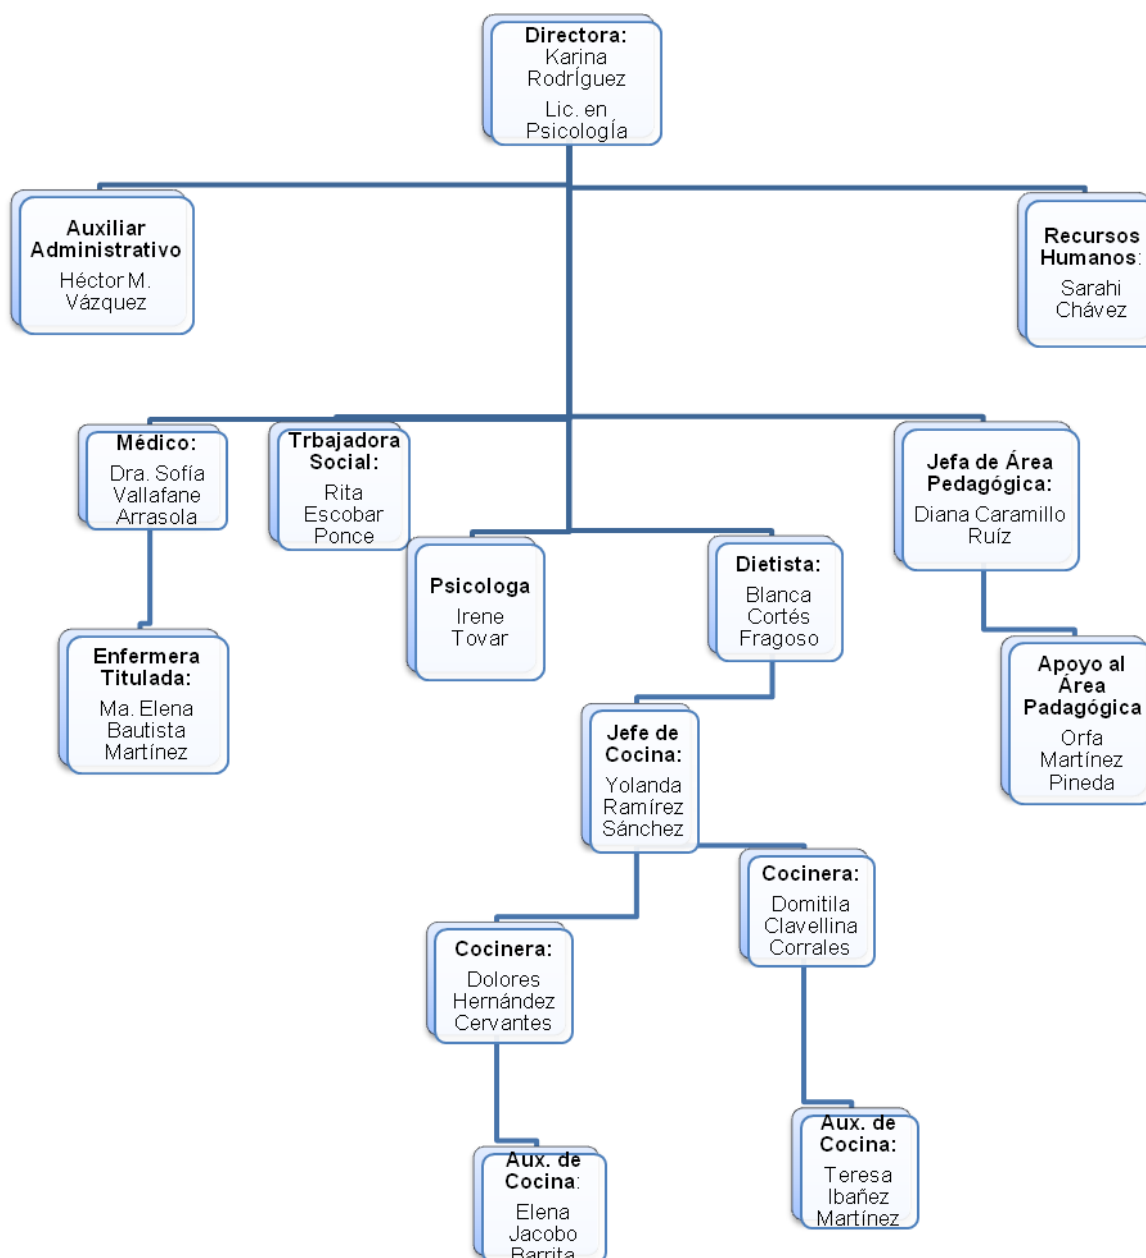 Directora:
Karina
RodrÍguez
Lic. en
PsicologÍa
Auxiliar
Administrativo
Héctor M.
Vázquez
Recursos
Humanos:
Sarahi
Chávez
Médico:
Dra. Sofía
Vallafane
Arrasola
Trbajadora
Social:
Rita
Escobar
Ponce
Jefa de Área
Pedagógica:
Diana Caramillo
Ruíz
Psicologa
Irene
Tovar
Dietista:
Blanca
Cortés
Fragoso
Enfermera
Titulada:
Ma. Elena
Bautista
Martínez
Apoyo al
Área
Padagógica
Orfa
Martínez
Pineda
Jefe de
Cocina:
Yolanda
Ramírez
Sánchez
Cocinera:
Domitila
Clavellina
Corrales
Cocinera:
Dolores
Hernández
Cervantes
Aux. de
Cocina:
Teresa
Ibañez
Martínez
Aux. de
Cocina:
Elena
Jacobo
Barrita